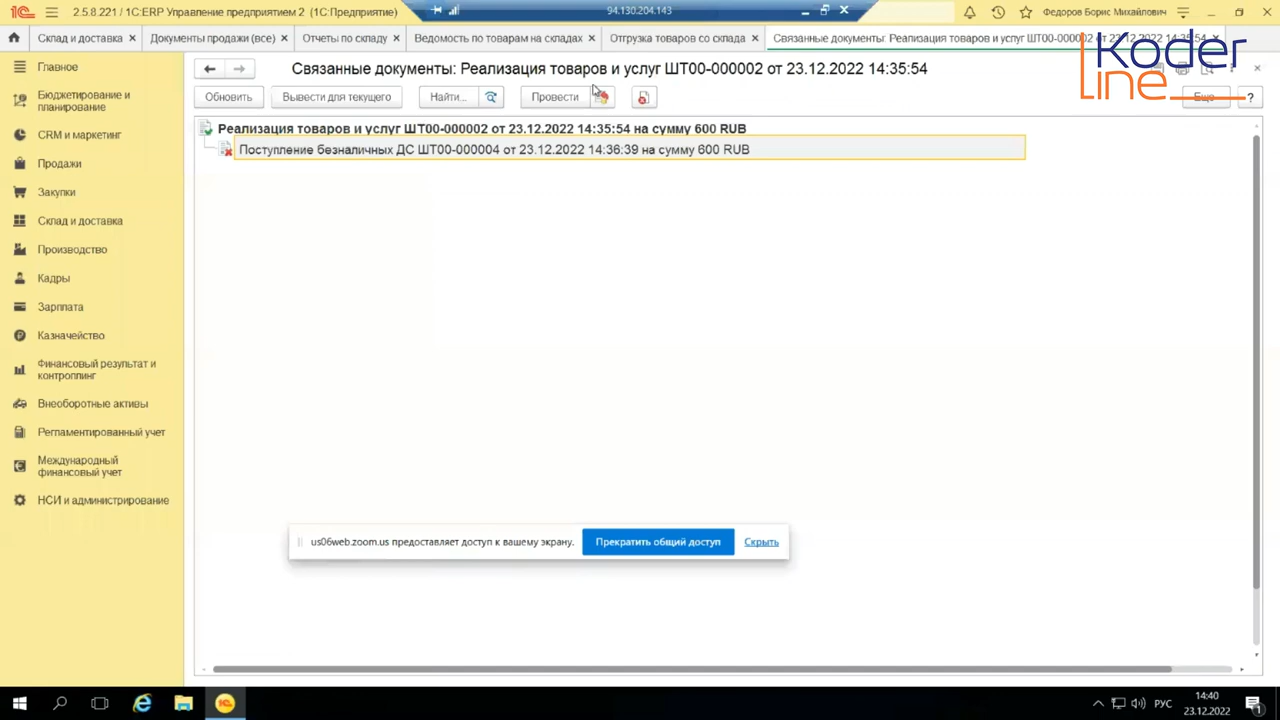 2.5.8.221 / 1C:ERP Управление предприятием 2 (1С:Предприятие)
94.130.204.143
Федоров Борис Михайлович
Склад и доставка
Документы продажи (все)
Отчеты по складу
Ведомость по товарам на складах
Отгрузка товаров со склада
Связанные документы: Реализация товаров и услуг ШТ00-000002 от 23.12.2022 14:35:54
Koder
line
Связанные документы: Реализация товаров и услуг ШТ00-000002 от 23.12.2022 14:35:54
Обновить
Вывести для текущего
Найти...
Провести
Еще
?
Реализация товаров и услуг ШТ00-000002 от 23.12.2022 14:35:54 на сумму 600 RUB
Поступление безналичных ДС ШТ00-000004 от 23.12.2022 14:36:39 на сумму 600 RUB
Главное
Бюджетирование и
планирование
CRM и маркетинг
Продажи
Закупки
Склад и доставка
Производство
Кадры
Зарплата
Казначейство
Финансовый результат и
контроллинг
Внеоборотные активы
Регламентированный учет
Международный
финансовый учет
НСИ и администрирование
us06web.zoom.us предоставляет доступ к вашему экрану.
Прекратить общий доступ
Скрыть
РУС
14:40
23.12.2022
1